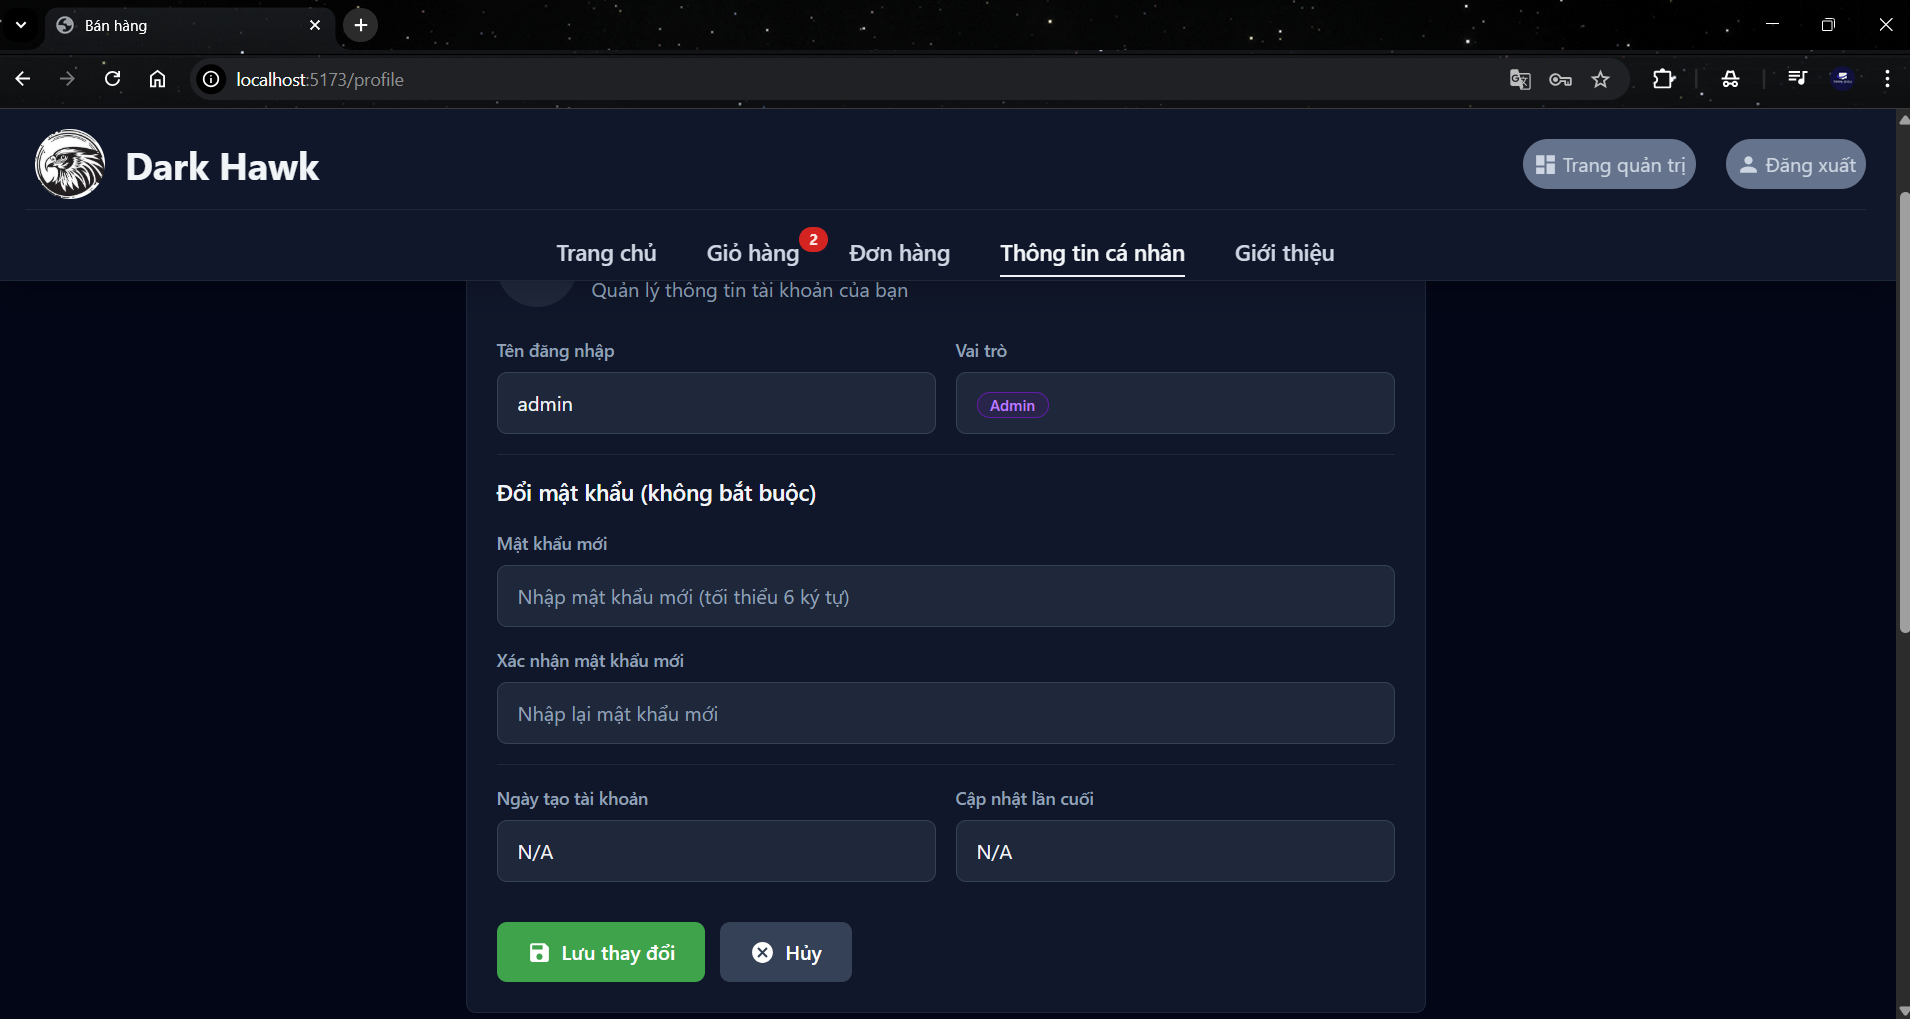 Bán hàng
localhost:5173/profile
Dark Hawk
Trang quản trị
Đăng xuất
Trang chủ
Giỏ hàng
2
Đơn hàng
Thông tin cá nhân
Giới thiệu
Quản lý thông tin tài khoản của bạn
Tên đăng nhập
Vai trò
admin
Admin
Đổi mật khẩu (không bắt buộc)
Mật khẩu mới
Nhập mật khẩu mới (tối thiểu 6 ký tự)
Xác nhận mật khẩu mới
Nhập lại mật khẩu mới
Ngày tạo tài khoản
Cập nhật lần cuối
N/A
N/A
Lưu thay đổi
Hủy